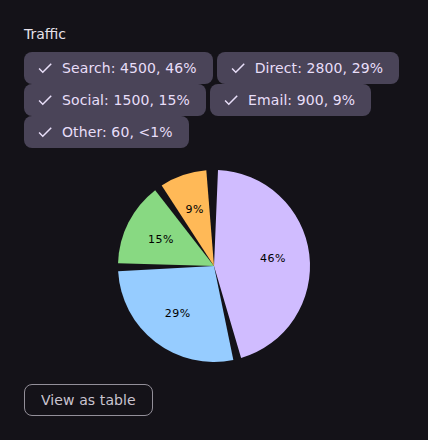 Traffic
Search: 4500, 46% Direct: 2800, 29%
Social: 1500, 15% Email: 900, 9%
Other: 60, <1%
9%
15%
46%
29%
View as table